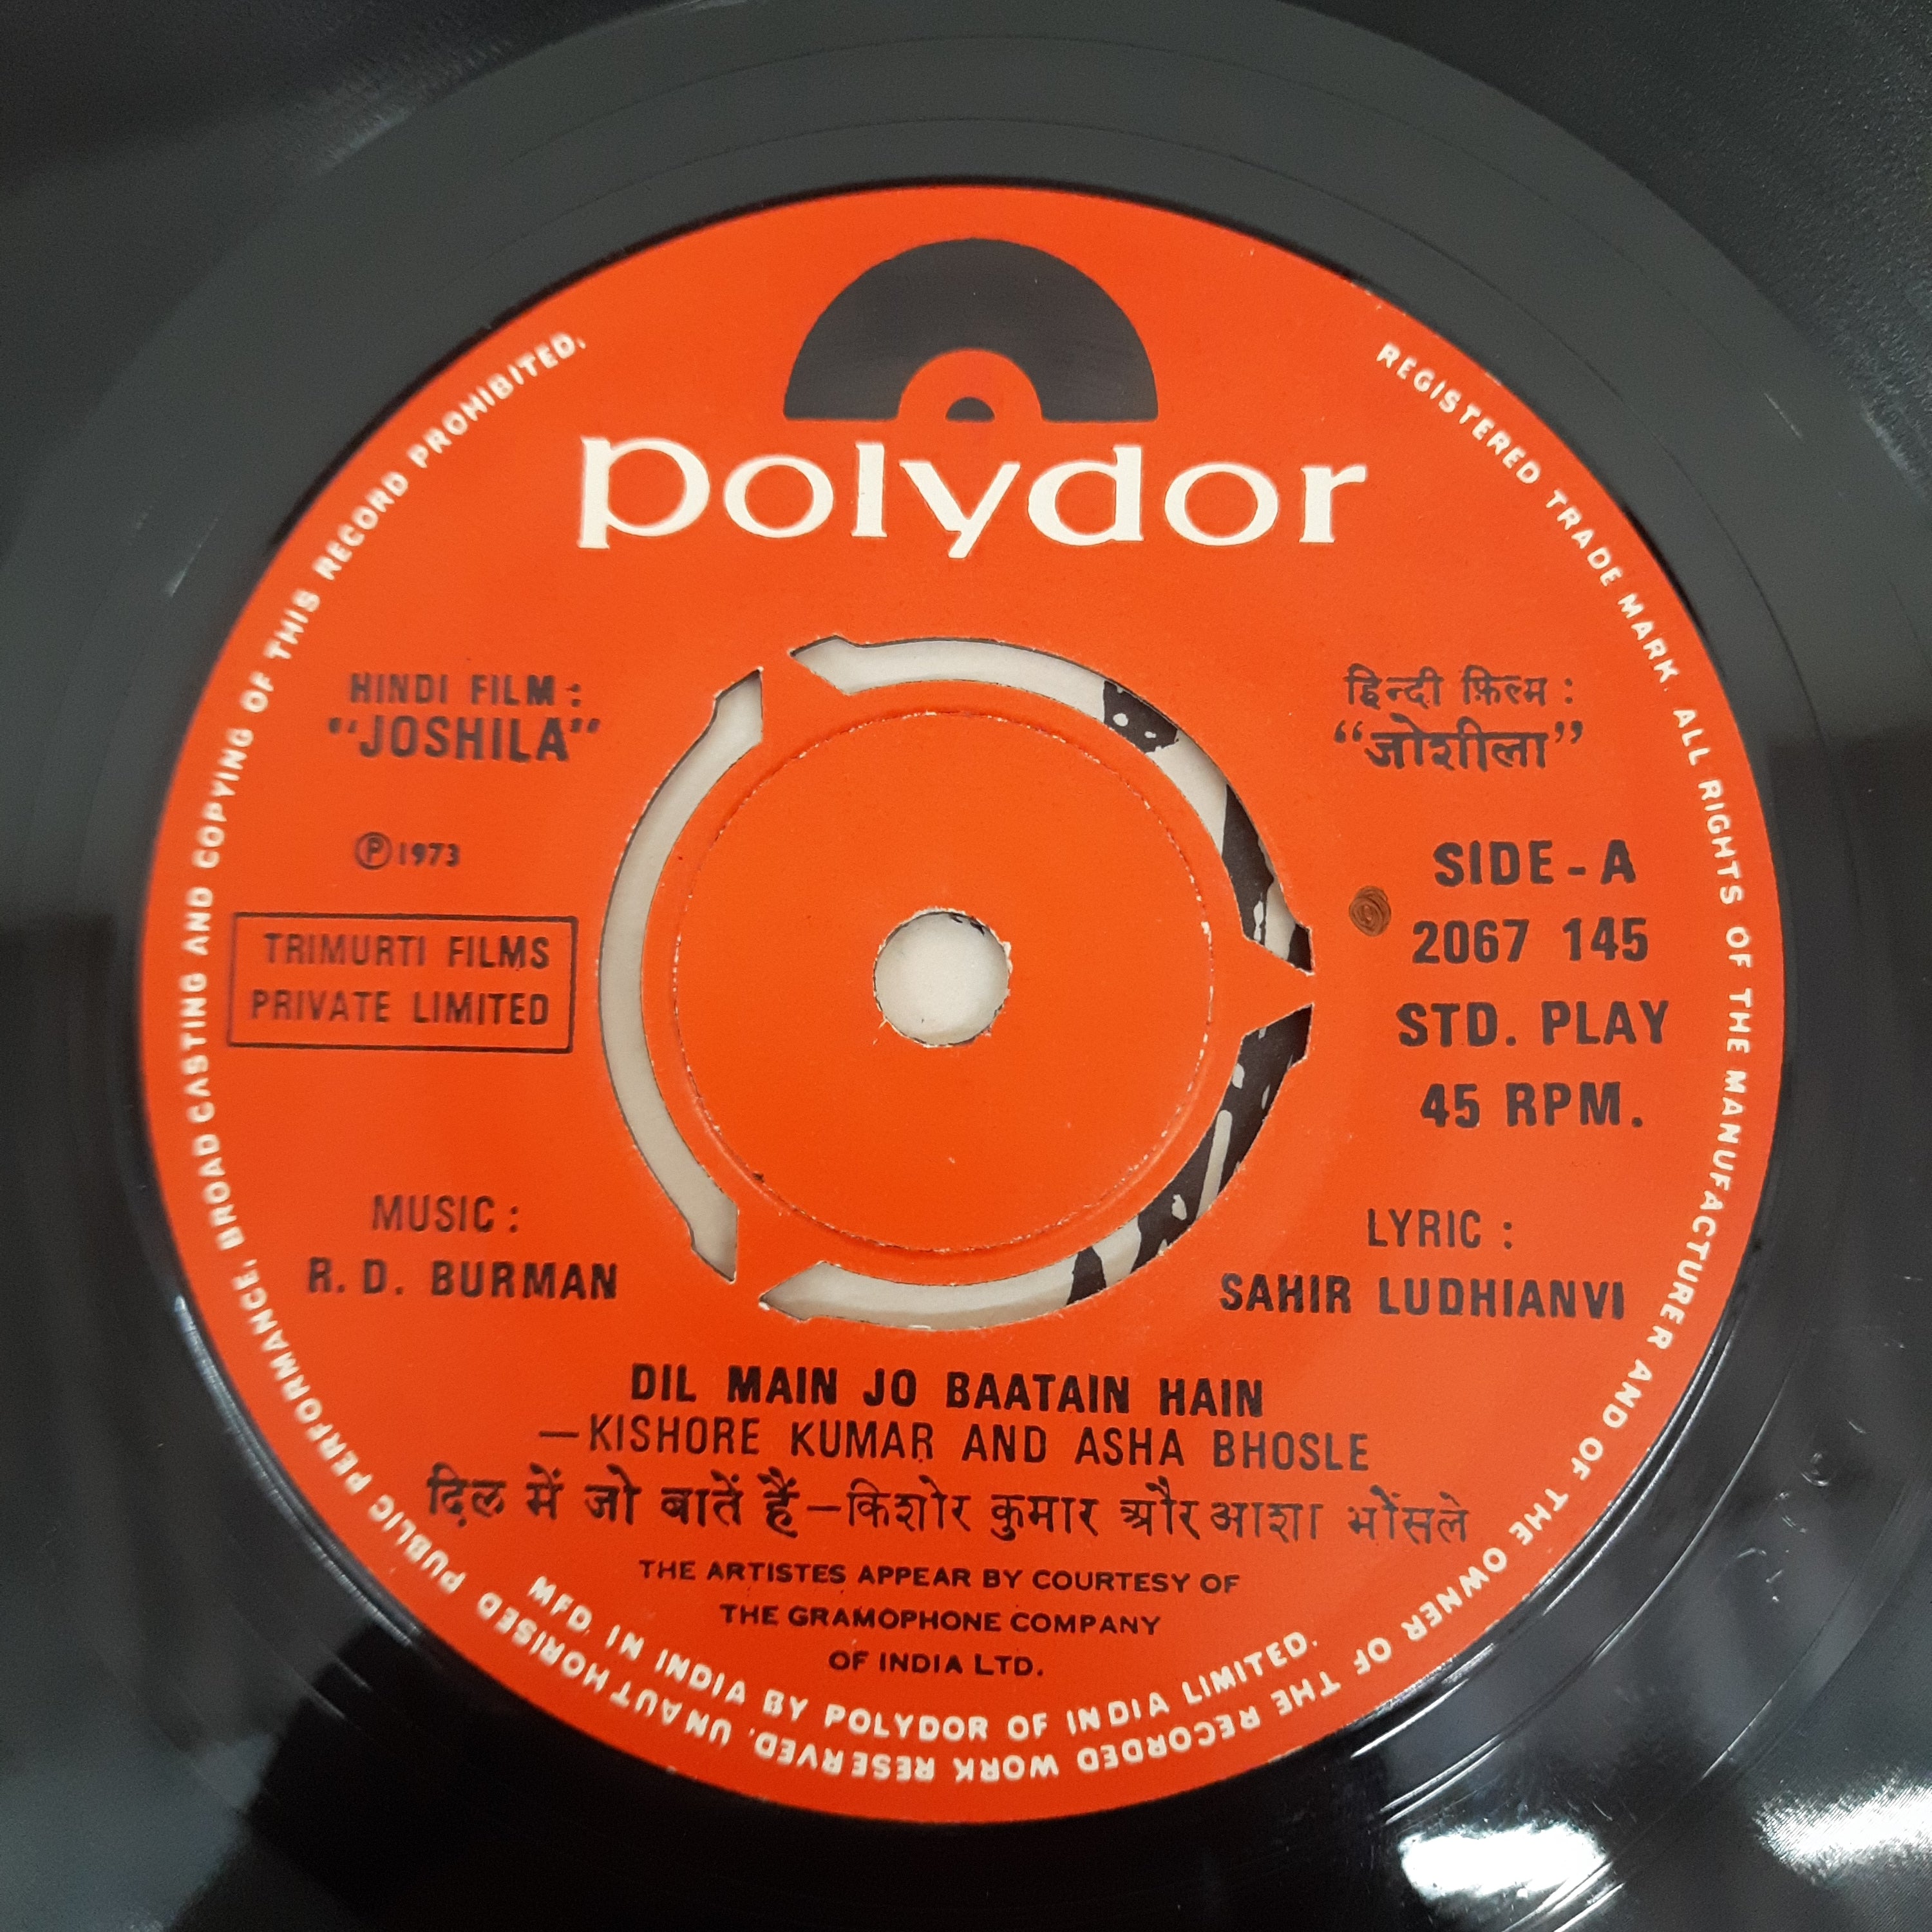 polydor
HINDI FILM :
"JOSHILA"
हिन्दी फ़िल्म :
“जोशीला”
℗1973
TRIMURTI FILMS
PRIVATE LIMITED
SIDE-A
2067 145
STD. PLAY
45 RPM.
MUSIC :
R. D. BURMAN
LYRIC :
SAHIR LUDHIANVI
DIL MAIN JO BAATAIN HAIN
—KISHORE KUMAR AND ASHA BHOSLE
दिल में जो बातें हैं—किशोर कुमार और आशा भोंसले
THE ARTISTES APPEAR BY COURTESY OF
THE GRAMOPHONE COMPANY
OF INDIA LTD.
MFD. IN INDIA BY POLYDOR OF INDIA LIMITED.
REGISTERED TRADE MARK. ALL RIGHTS OF THE MANUFACTURER AND OF THE OWNER OF THE RECORDED WORK RESERVED. UNAUTHORISED PUBLIC PERFORMANCE, BROADCASTING AND COPYING OF THIS RECORD PROHIBITED.